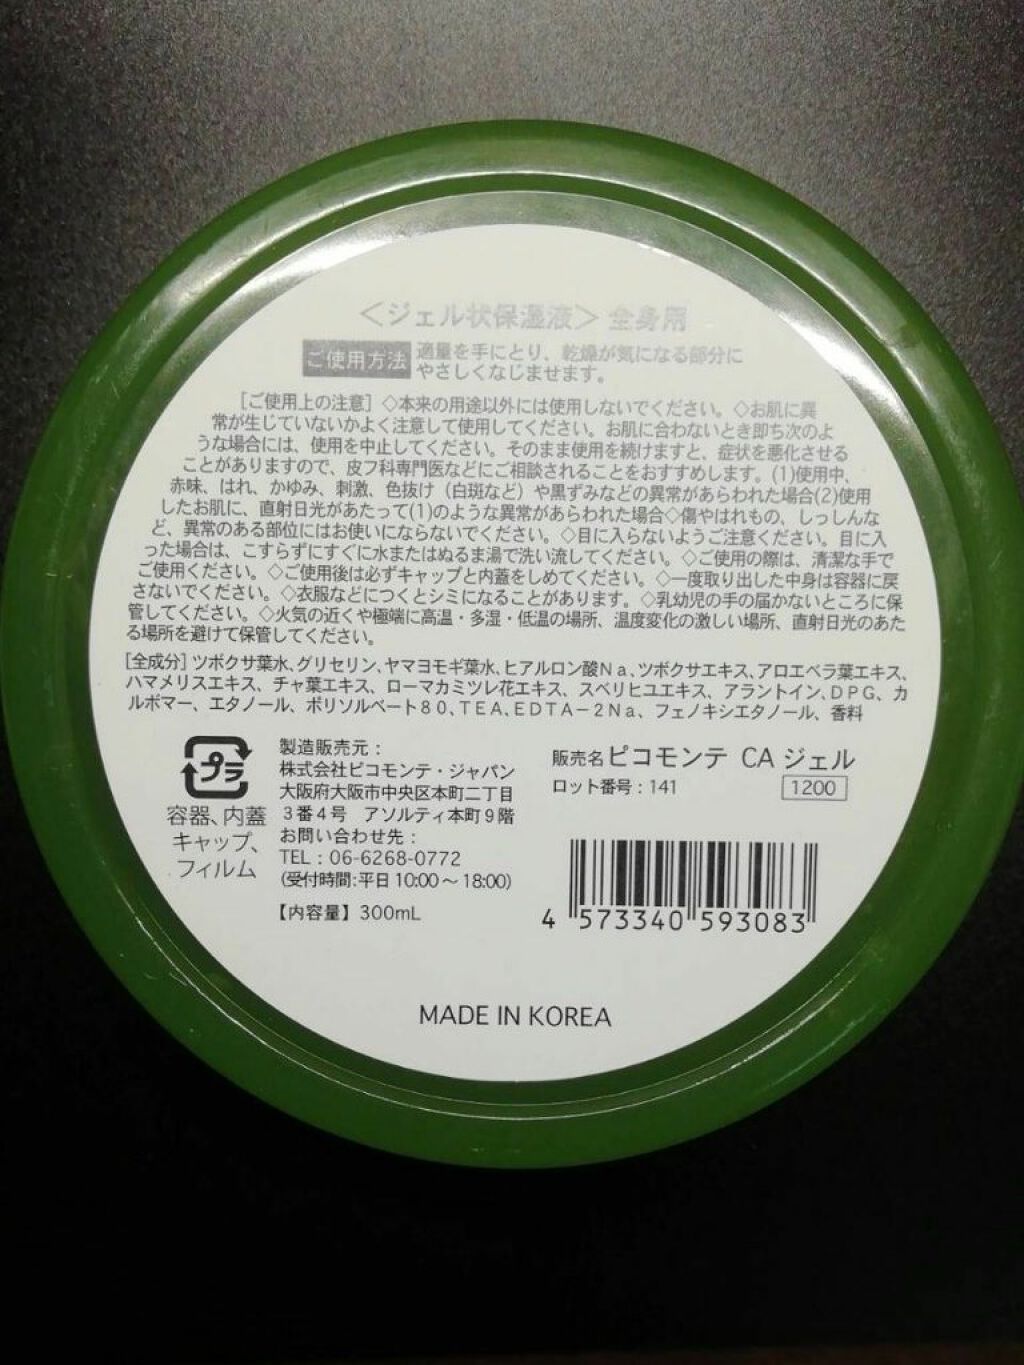 ＜ジェル状保湿液＞ 全身用
ご使用方法 適量を手にとり、乾燥が気になる部分に
やさしくなじませます。
［ご使用上の注意］◇本来の用途以外には使用しないでください。◇お肌に異
常が生じていないかよく注意して使用してください。お肌に合わないとき即ち次のよ
うな場合には、使用を中止してください。そのまま使用を続けますと、症状を悪化させる
ことがありますので、皮フ科専門医などにご相談されることをおすすめします。(1)使用中、
赤味、はれ、かゆみ、刺激、色抜け（白斑など）や黒ずみなどの異常があらわれた場合(2)使用
したお肌に、直射日光があたって(1)のような異常があらわれた場合◇傷やはれもの、しっしんな
ど、異常のある部位にはお使いにならないでください。◇目に入らないようご注意ください。目に入
った場合は、こすらずにすぐに水またはぬるま湯で洗い流してください。◇ご使用の際は、清潔な手で
ご使用ください。◇ご使用後は必ずキャップと内蓋をしめてください。◇一度取り出した中身は容器に戻
さないでください。◇衣服などにつくとシミになることがあります。◇乳幼児の手の届かないところに保
管してください。◇火気の近くや極端に高温・多湿・低温の場所、温度変化の激しい場所、直射日光のあた
る場所を避けて保管してください。
［全成分］ツボクサ葉水、グリセリン、ヤマヨモギ葉水、ヒアルロン酸Ｎａ、ツボクサエキス、アロエベラ葉エキス、
ハマメリスエキス、チャ葉エキス、ローマカミツレ花エキス、スベリヒユエキス、アラントイン、ＤＰＧ、カ
ルボマー、エタノール、ポリソルベート８０、ＴＥＡ、ＥＤＴＡ－２Ｎａ、フェノキシエタノール、香料
プラ
容器、内蓋
キャップ、
フィルム
製造販売元：
株式会社ピコモンテ・ジャパン
大阪府大阪市中央区本町二丁目
３番４号 アソルティ本町９階
お問い合わせ先：
TEL：06-6268-0772
(受付時間:平日 10:00～18:00)
【内容量】300mL
販売名 ピコモンテ CA ジェル
ロット番号：141
1200
4 573340 593083
MADE IN KOREA